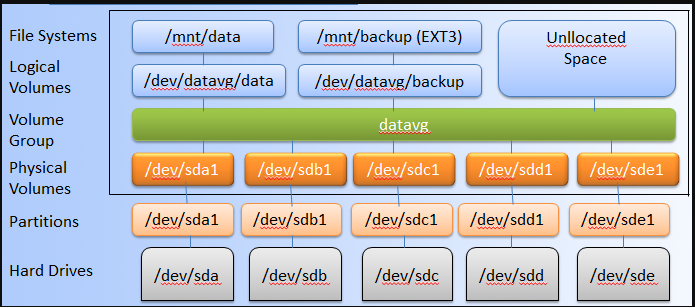 File Systems
/mnt/data
/mnt/backup (EXT3)
Unllocated
Space
Logical
Volumes
/dev/datavg/data
/dev/datavg/backup
Volume
Group
datavg
Physical
Volumes
/dev/sda1
/dev/sdb1
/dev/sdc1
/dev/sdd1
/dev/sde1
Partitions
/dev/sda1
/dev/sdb1
/dev/sdc1
/dev/sdd1
/dev/sde1
Hard Drives
/dev/sda
/dev/sdb
/dev/sdc
/dev/sdd
/dev/sde